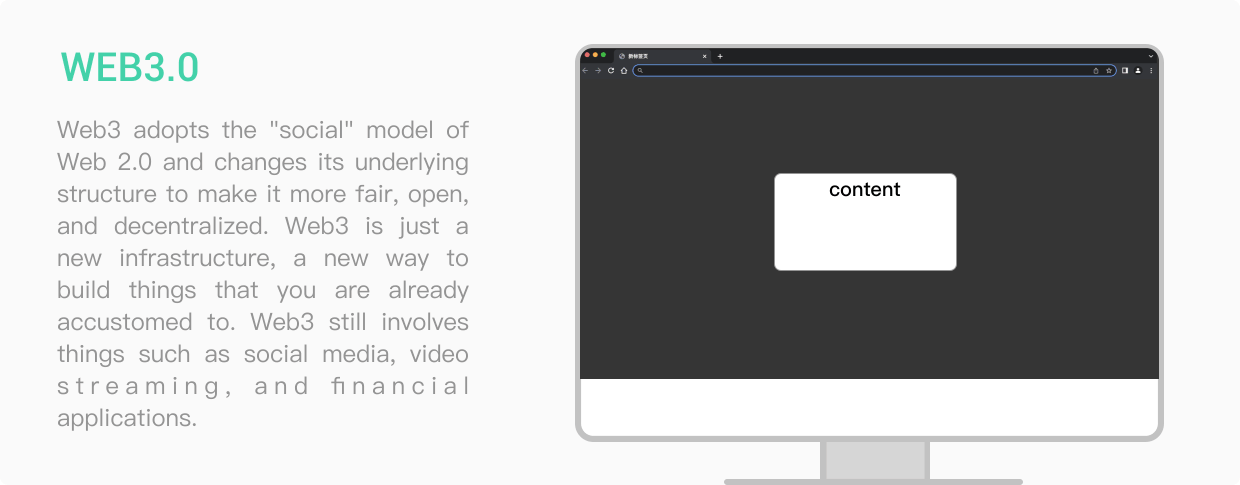 WEB3.0
Web3 adopts the "social" model of
Web 2.0 and changes its underlying
structure to make it more fair, open,
and decentralized. Web3 is just a
new infrastructure, a new way to
build things that you are already
accustomed to. Web3 still involves
things such as social media, video
streaming, and financial
applications.
新标签页
content